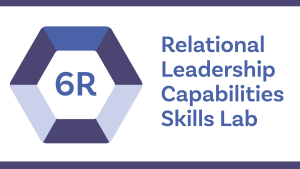 6R
Relational
Leadership
Capabilities
Skills Lab